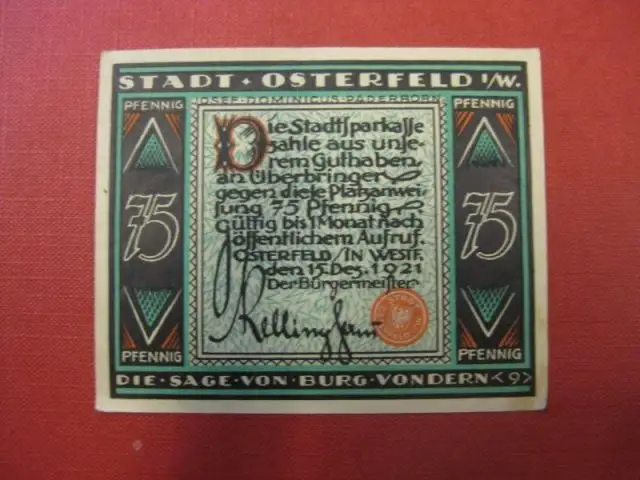 STADT · OSTERFELD I/W.
JOSEF·DOMINICUS·PADERBORN
PFENNIG
PFENNIG
75
75
PFENNIG
PFENNIG
Die Stadtsparkasse
zahle aus unse-
rem Guthaben
an Überbringer
gegen diese Platzanwei-
sung 75 Pfennig
Gültig bis 1 Monat nach
öffentlichem Aufruf.
OSTERFELD / IN WESTF.
den 15. Dez. 1921
Der Bürgermeister
Kellinghaus
DIE · SAGE · VON · BURG · VONDERN <9>